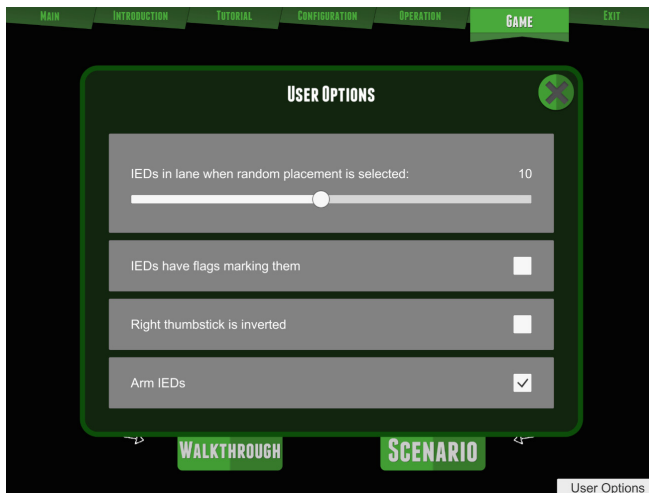 MAIN
INTRODUCTION
TUTORIAL
CONFIGURATION
OPERATION
GAME
EXIT
USER OPTIONS
IEDs in lane when random placement is selected: 10
IEDs have flags marking them
Right thumbstick is inverted
Arm IEDs
WALKTHROUGH
SCENARIO
User Options